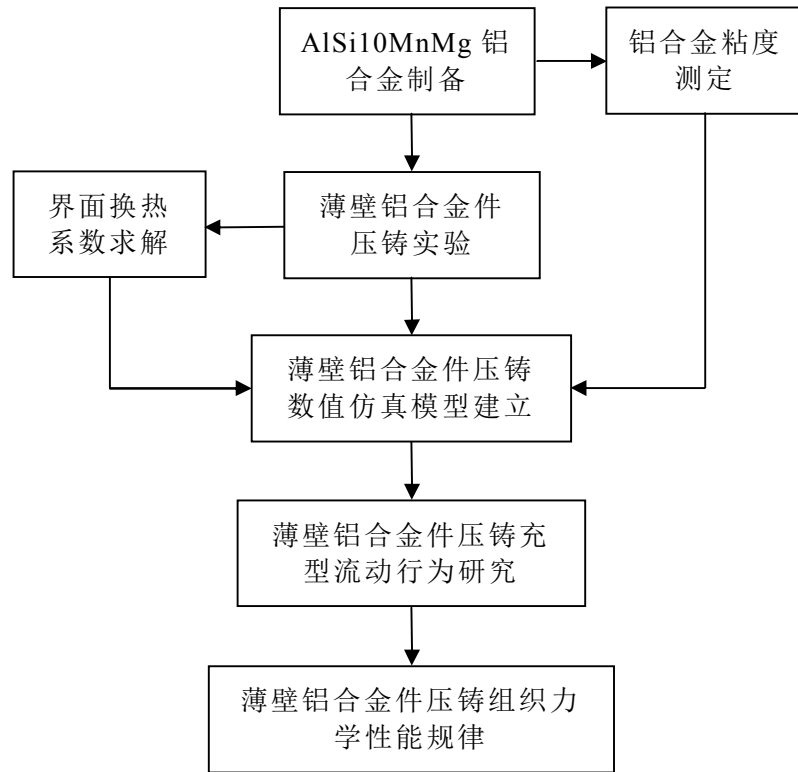 AlSi10MnMg 铝
合金制备
铝合金粘度
测定
界面换热
系数求解
薄壁铝合金件
压铸实验
薄壁铝合金件压铸
数值仿真模型建立
薄壁铝合金件压铸充
型流动行为研究
薄壁铝合金件压铸组织力
学性能规律